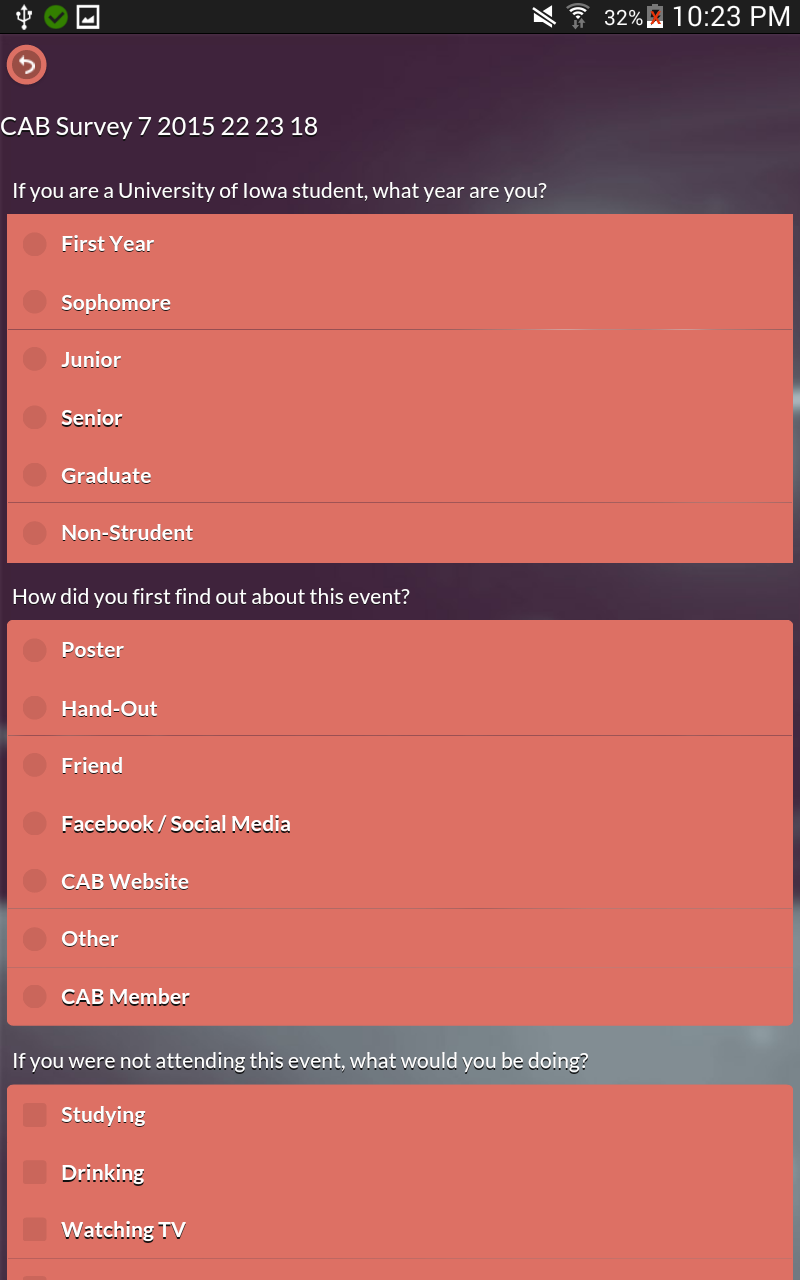 32% 10:23 PM
CAB Survey 7 2015 22 23 18
If you are a University of Iowa student, what year are you?
First Year
Sophomore
Junior
Senior
Graduate
Non-Strudent
How did you first find out about this event?
Poster
Hand-Out
Friend
Facebook / Social Media
CAB Website
Other
CAB Member
If you were not attending this event, what would you be doing?
Studying
Drinking
Watching TV